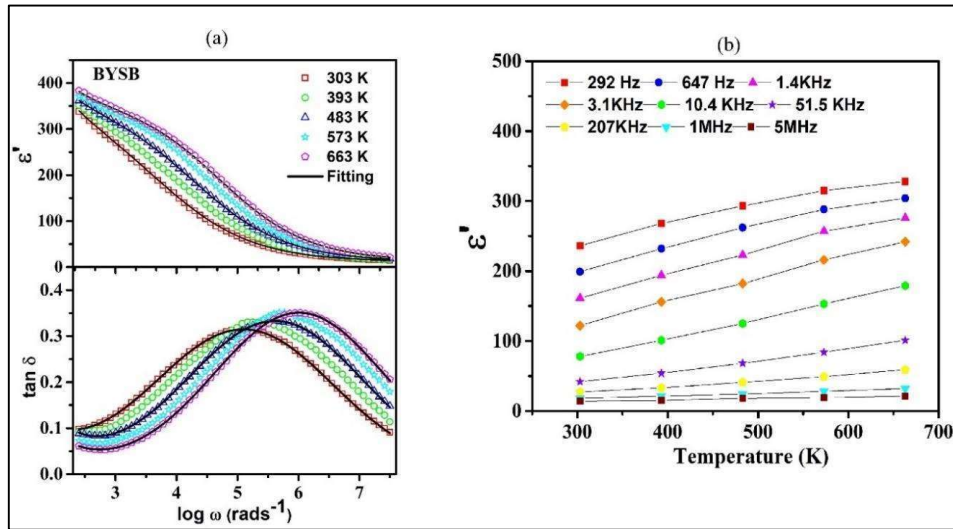 (a)
BYSB
303 K
393 K
483 K
573 K
663 K
Fitting
ε'
400
300
200
100
0
tan δ
0.4
0.3
0.2
0.1
0.0
3 4 5 6 7
log ω (rads⁻¹)
(b)
292 Hz 647 Hz 1.4KHz
3.1KHz 10.4 KHz 51.5 KHz
207KHz 1MHz 5MHz
ε'
500
400
300
200
100
0
300 400 500 600 700
Temperature (K)